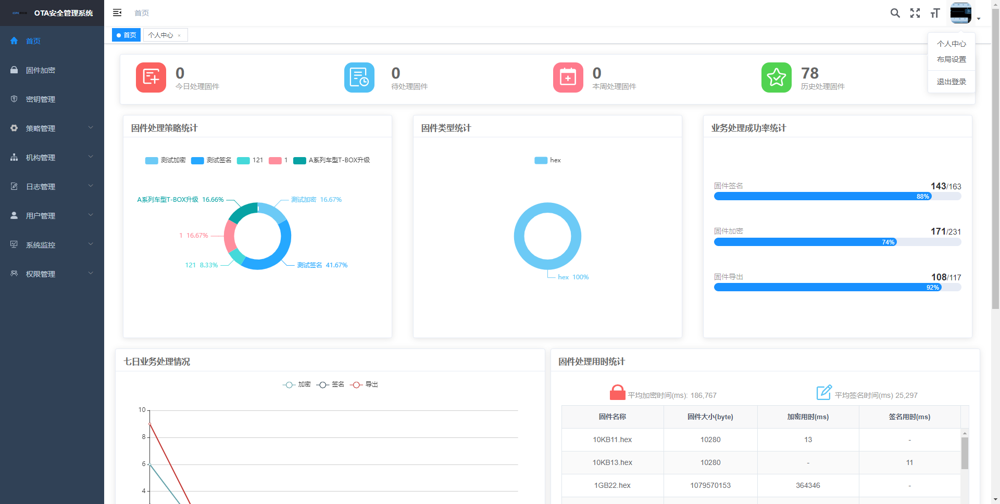 OTA安全管理系统
首页
首页
个人中心 ×
个人中心
布局设置
退出登录
首页
固件加密
密钥管理
策略管理
机构管理
日志管理
用户管理
系统监控
权限管理
0
今日处理固件
0
待处理固件
0
本周处理固件
78
历史处理固件
固件处理策略统计
测试加密 测试签名 121 1 A系列车型T-BOX升级
A系列车型T-BOX升级 16.66%
测试加密 16.67%
1 16.67%
121 8.33%
测试签名 41.67%
固件类型统计
hex
hex 100%
业务处理成功率统计
固件签名 143/163
88%
固件加密 171/231
74%
固件导出 108/117
92%
七日业务处理情况
加密 签名 导出
10
8
6
4
固件处理用时统计
平均加密时间(ms): 186,767
平均签名时间(ms) 25,297
固件名称 固件大小(byte) 加密用时(ms) 签名用时(ms)
10KB11.hex 10280 13 -
10KB13.hex 10280 - 11
1GB22.hex 1079570153 364346 -